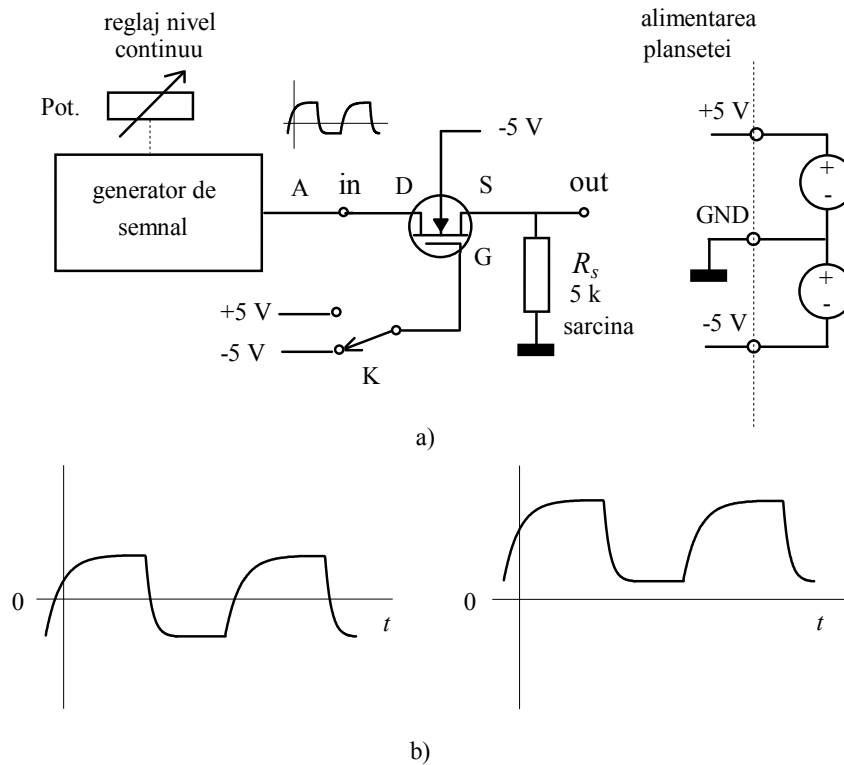 reglaj nivel
continuu
Pot.
generator de
semnal
A
in
D
S
G
-5 V
out
R_s
5 k
sarcina
+5 V
-5 V
K
alimentarea
plansetei
+5 V
+
-
GND
+
-
-5 V
a)
0
t
0
t
b)